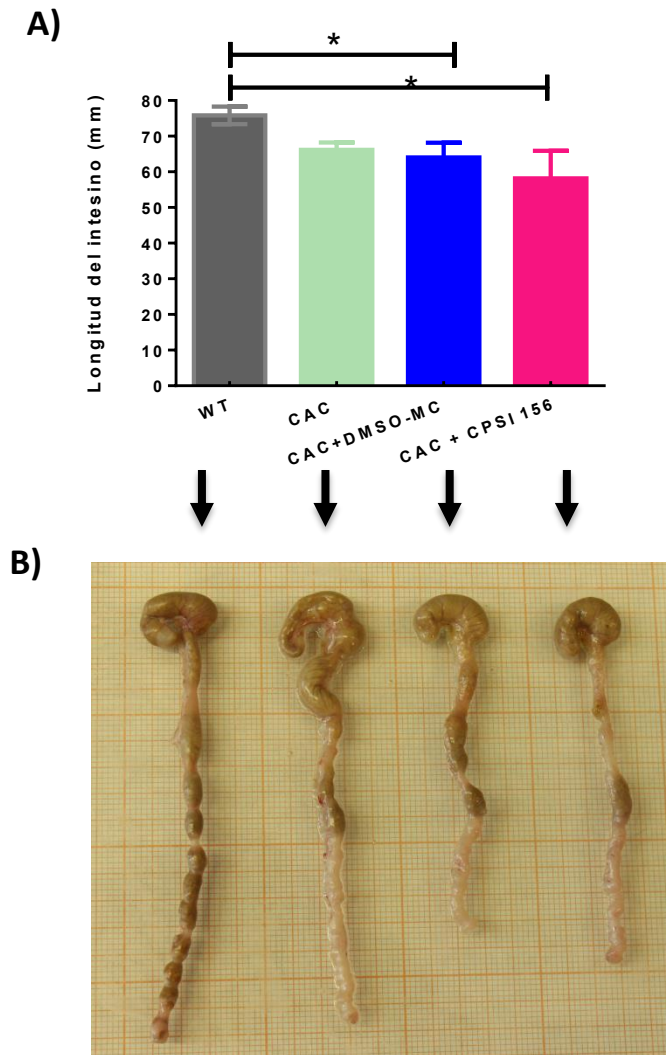 A)
*
*
Longitud del intesino (mm)
80
70
60
50
40
30
20
10
0
WT
CAC
CAC+DMSO-MC
CAC + CPSI 156
B)